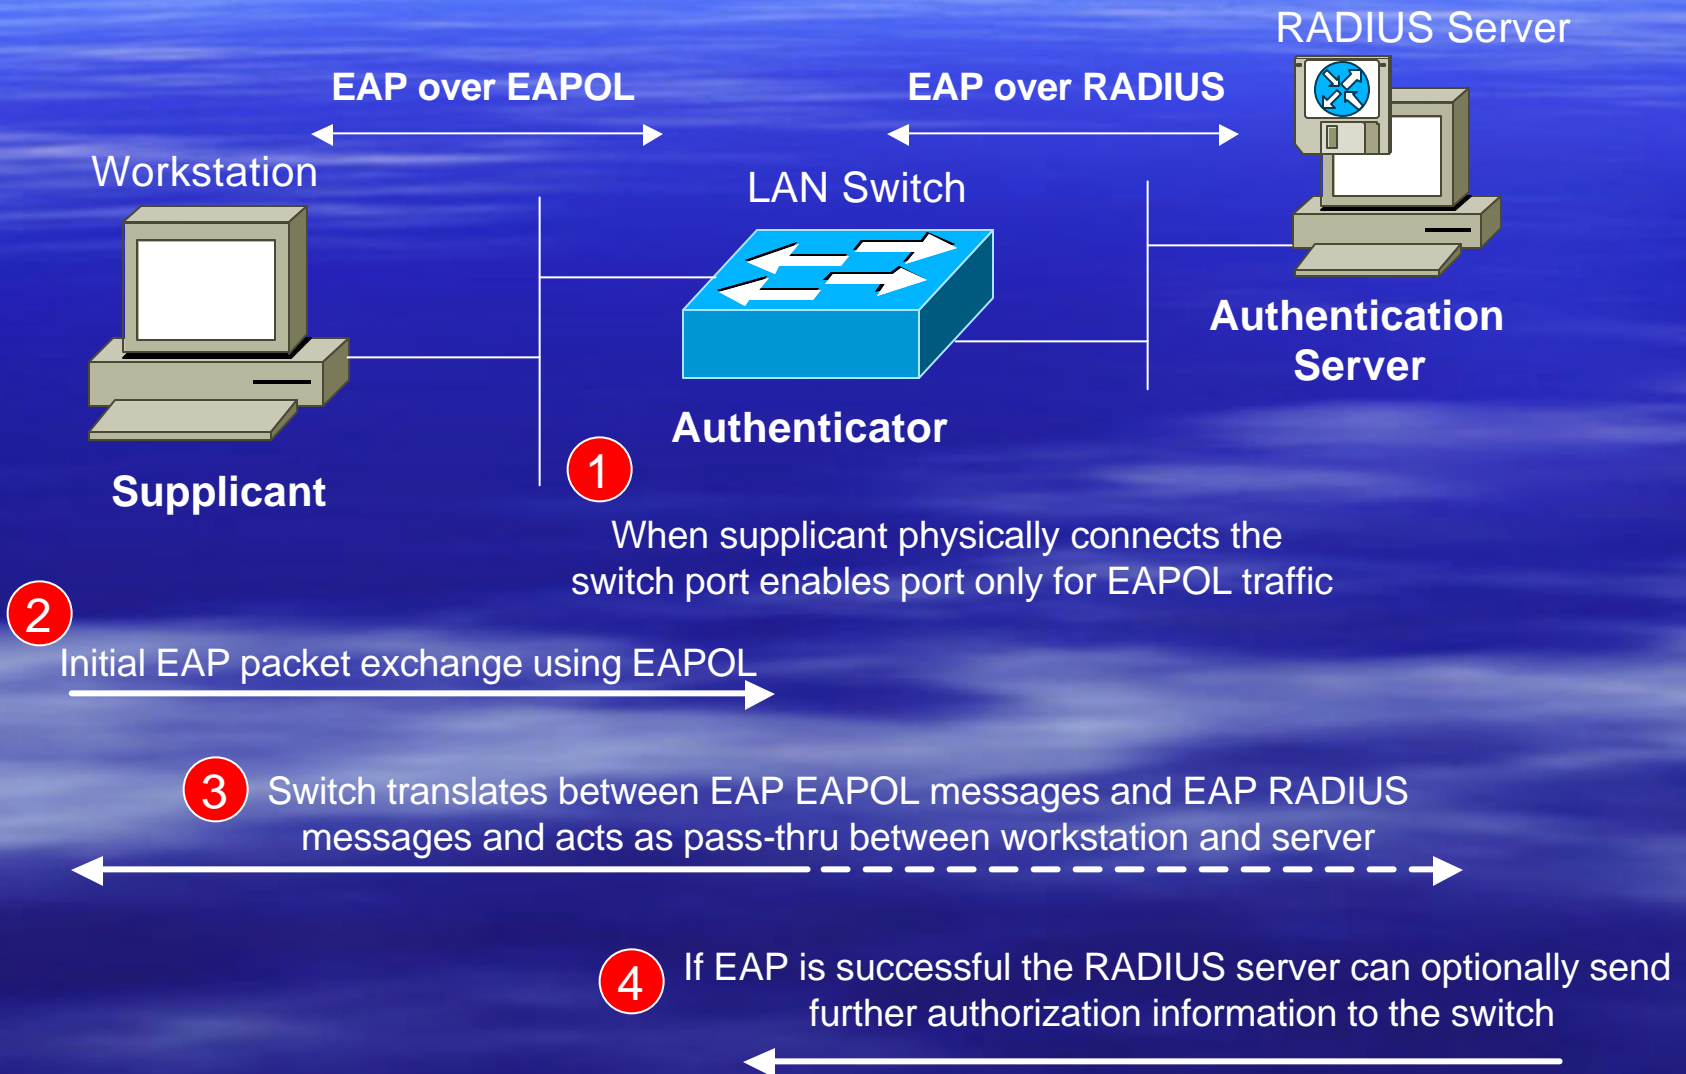 RADIUS Server
EAP over EAPOL
EAP over RADIUS
Workstation
LAN Switch
Authentication
Server
Authenticator
Supplicant
1
When supplicant physically connects the
switch port enables port only for EAPOL traffic
2
Initial EAP packet exchange using EAPOL
3
Switch translates between EAP EAPOL messages and EAP RADIUS
messages and acts as pass-thru between workstation and server
4
If EAP is successful the RADIUS server can optionally send
further authorization information to the switch